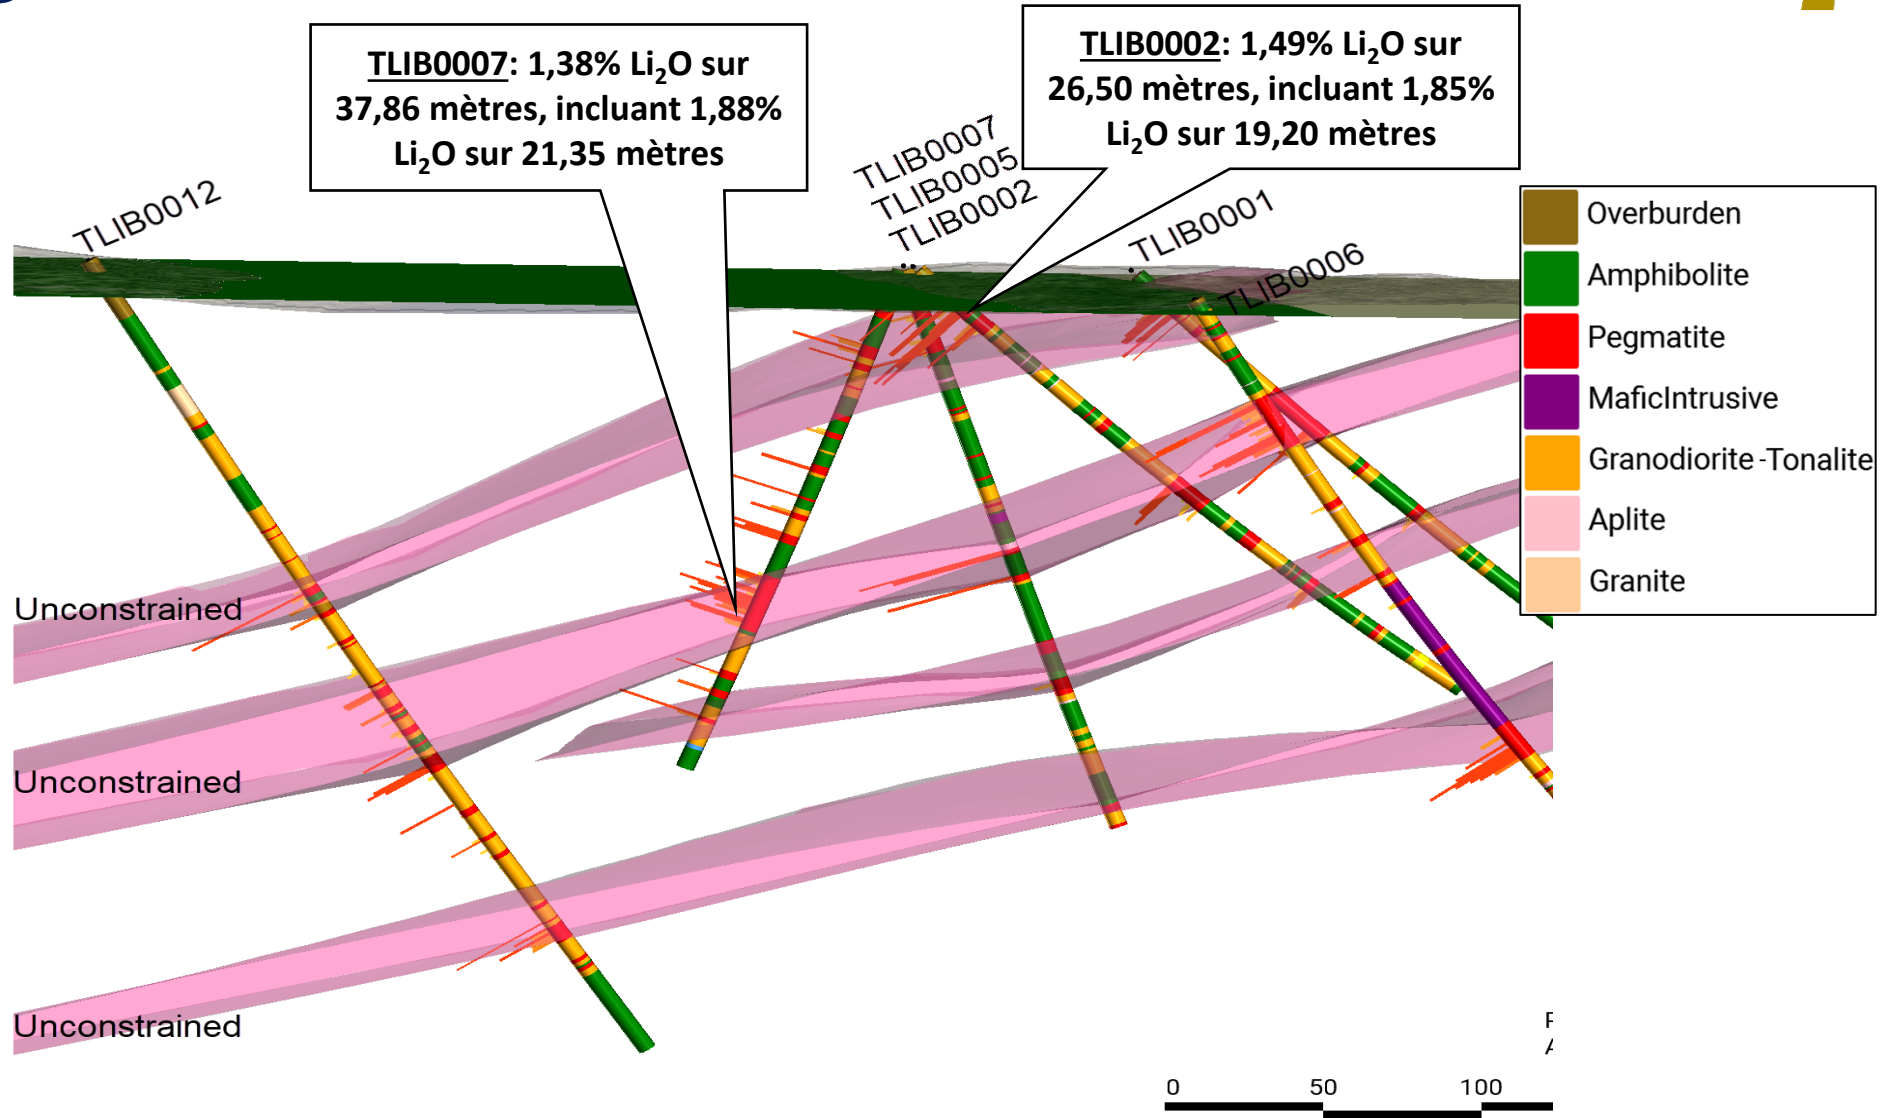 TLIB0007: 1,38% Li₂O sur
37,86 mètres, incluant 1,88%
Li₂O sur 21,35 mètres
TLIB0002: 1,49% Li₂O sur
26,50 mètres, incluant 1,85%
Li₂O sur 19,20 mètres
TLIB0012
TLIB0007
TLIB0005
TLIB0002
TLIB0001
TLIB0006
Overburden
Amphibolite
Pegmatite
MaficIntrusive
Granodiorite-Tonalite
Aplite
Granite
Unconstrained
Unconstrained
Unconstrained
0 50 100